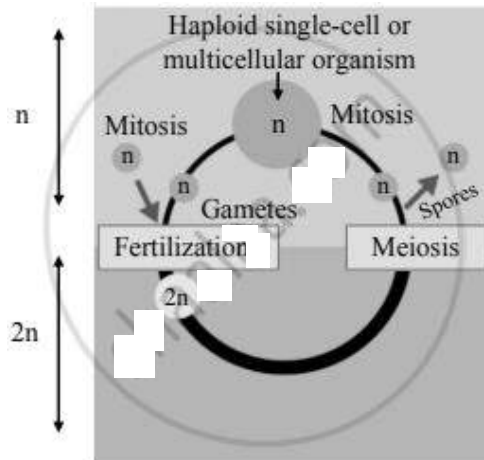 Haploid single-cell or
multicellular organism
n
n
Mitosis
Mitosis
n
n
n
n
Gametes
Spores
Fertilization
Meiosis
2n
2n